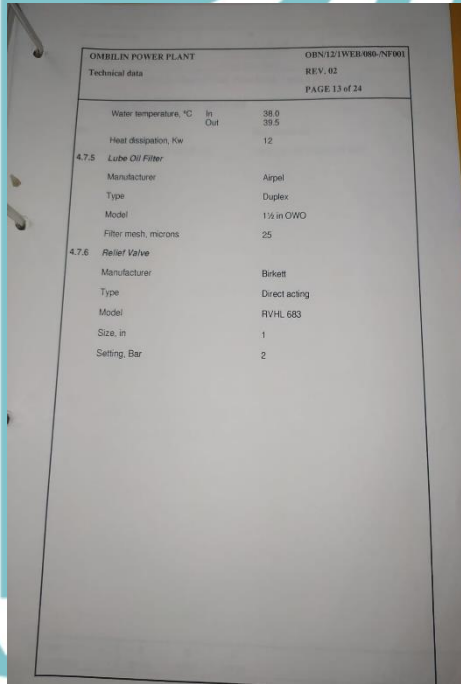 OMBILIN POWER PLANT OBN/12/1WEB/080-/NF001
Technical data REV. 02
PAGE 13 of 24
Water temperature, °C In 38.0
Out 39.5
Heat dissipation, Kw 12
4.7.5 Lube Oil Filter
Manufacturer Airpel
Type Duplex
Model 1½ in OWO
Filter mesh, microns 25
4.7.6 Relief Valve
Manufacturer Birkett
Type Direct acting
Model RVHL 683
Size, in 1
Setting, Bar 2